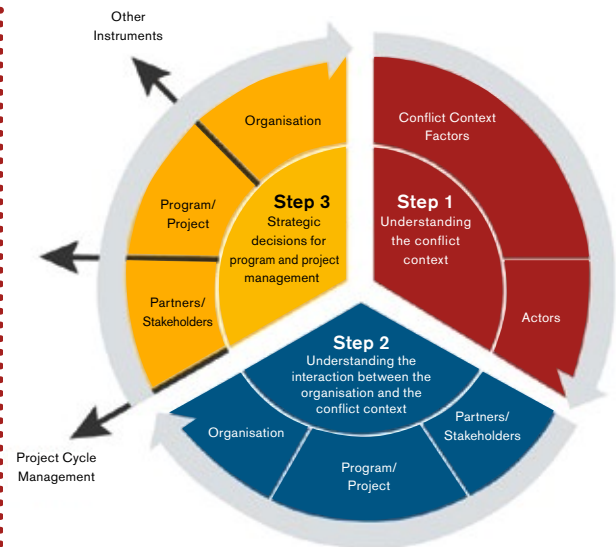 Other
Instruments
Organisation
Program/
Project
Partners/
Stakeholders
Step 3
Strategic
decisions for
program and project
management
Project Cycle
Management
Conflict Context
Factors
Step 1
Understanding
the conflict
context
Actors
Step 2
Understanding the
interaction between the
organisation and the
conflict context
Organisation
Program/
Project
Partners/
Stakeholders